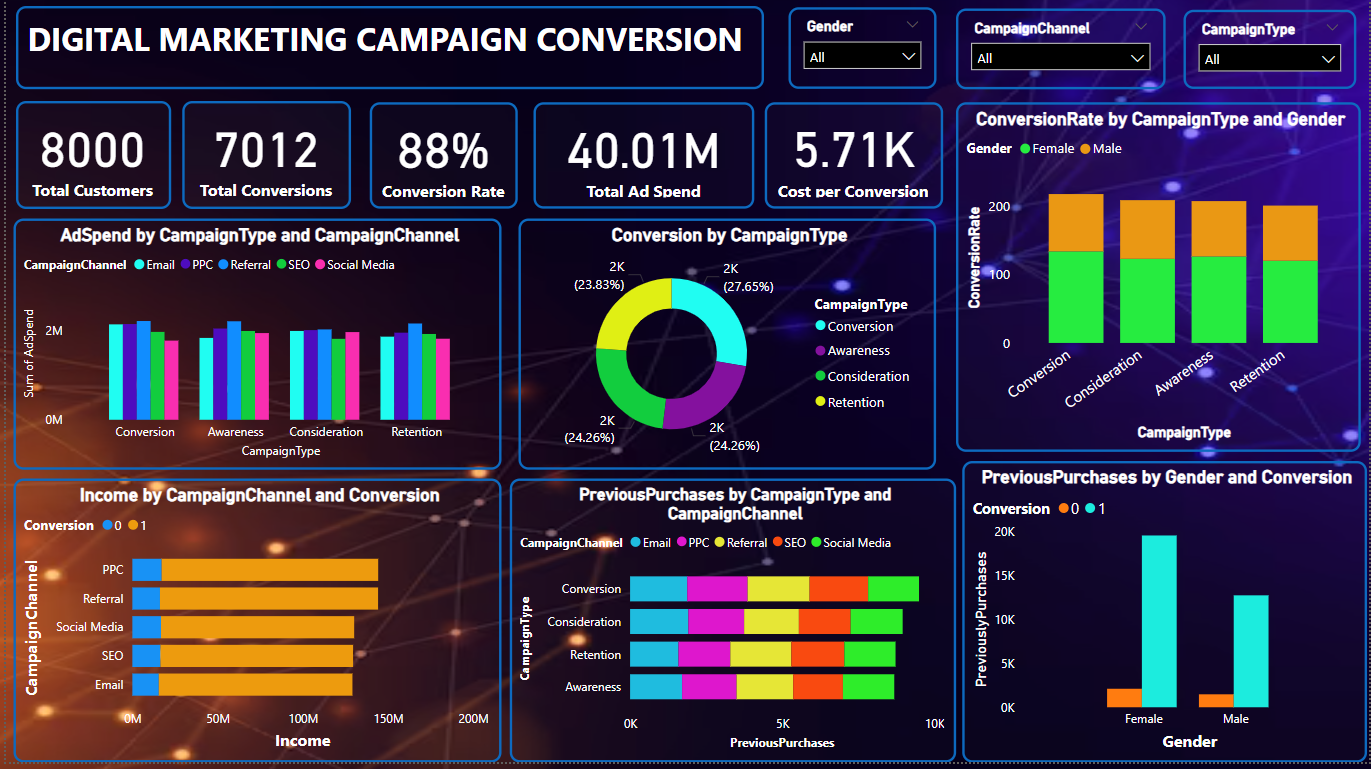 DIGITAL MARKETING CAMPAIGN CONVERSION
Gender
All
CampaignChannel
All
CampaignType
All
8000
Total Customers
7012
Total Conversions
88%
Conversion Rate
40.01M
Total Ad Spend
5.71K
Cost per Conversion
ConversionRate by CampaignType and Gender
Gender Female Male
ConversionRate
200
100
0
Conversion
Consideration
Awareness
Retention
CampaignType
AdSpend by CampaignType and CampaignChannel
CampaignChannel Email PPC Referral SEO Social Media
Sum of AdSpend
2M
0M
Conversion Awareness Consideration Retention
CampaignType
Conversion by CampaignType
2K
(23.83%)
2K
(27.65%)
2K
(24.26%)
2K
(24.26%)
CampaignType
Conversion
Awareness
Consideration
Retention
Income by CampaignChannel and Conversion
Conversion 0 1
CampaignChannel
PPC
Referral
Social Media
SEO
Email
0M 50M 100M 150M 200M
Income
PreviousPurchases by CampaignType and
CampaignChannel
CampaignChannel Email PPC Referral SEO Social Media
CampaignType
Conversion
Consideration
Retention
Awareness
0K 5K 10K
PreviousPurchases
PreviousPurchases by Gender and Conversion
Conversion 0 1
PreviouslyPurchases
20K
15K
10K
5K
0K
Female Male
Gender